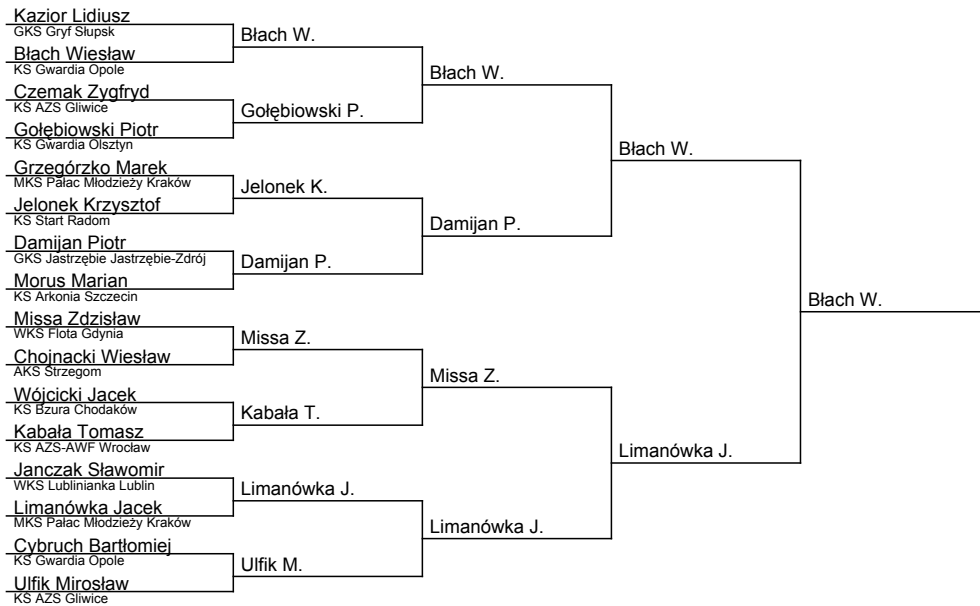 Kazior Lidiusz
GKS Gryf Słupsk
Błach Wiesław
KS Gwardia Opole
Czemak Zygfryd
KS AZS Gliwice
Gołębiowski Piotr
KS Gwardia Olsztyn
Grzegórzko Marek
MKS Pałac Młodzieży Kraków
Jelonek Krzysztof
KS Start Radom
Damijan Piotr
GKS Jastrzębie Jastrzębie-Zdrój
Morus Marian
KS Arkonia Szczecin
Missa Zdzisław
WKS Flota Gdynia
Chojnacki Wiesław
AKS Strzegom
Wójcicki Jacek
KS Bzura Chodaków
Kabała Tomasz
KS AZS-AWF Wrocław
Janczak Sławomir
WKS Lublinianka Lublin
Limanówka Jacek
MKS Pałac Młodzieży Kraków
Cybruch Bartłomiej
KS Gwardia Opole
Ulfik Mirosław
KS AZS Gliwice
Błach W.
Gołębiowski P.
Jelonek K.
Damijan P.
Missa Z.
Kabała T.
Limanówka J.
Ulfik M.
Błach W.
Damijan P.
Missa Z.
Limanówka J.
Błach W.
Limanówka J.
Błach W.